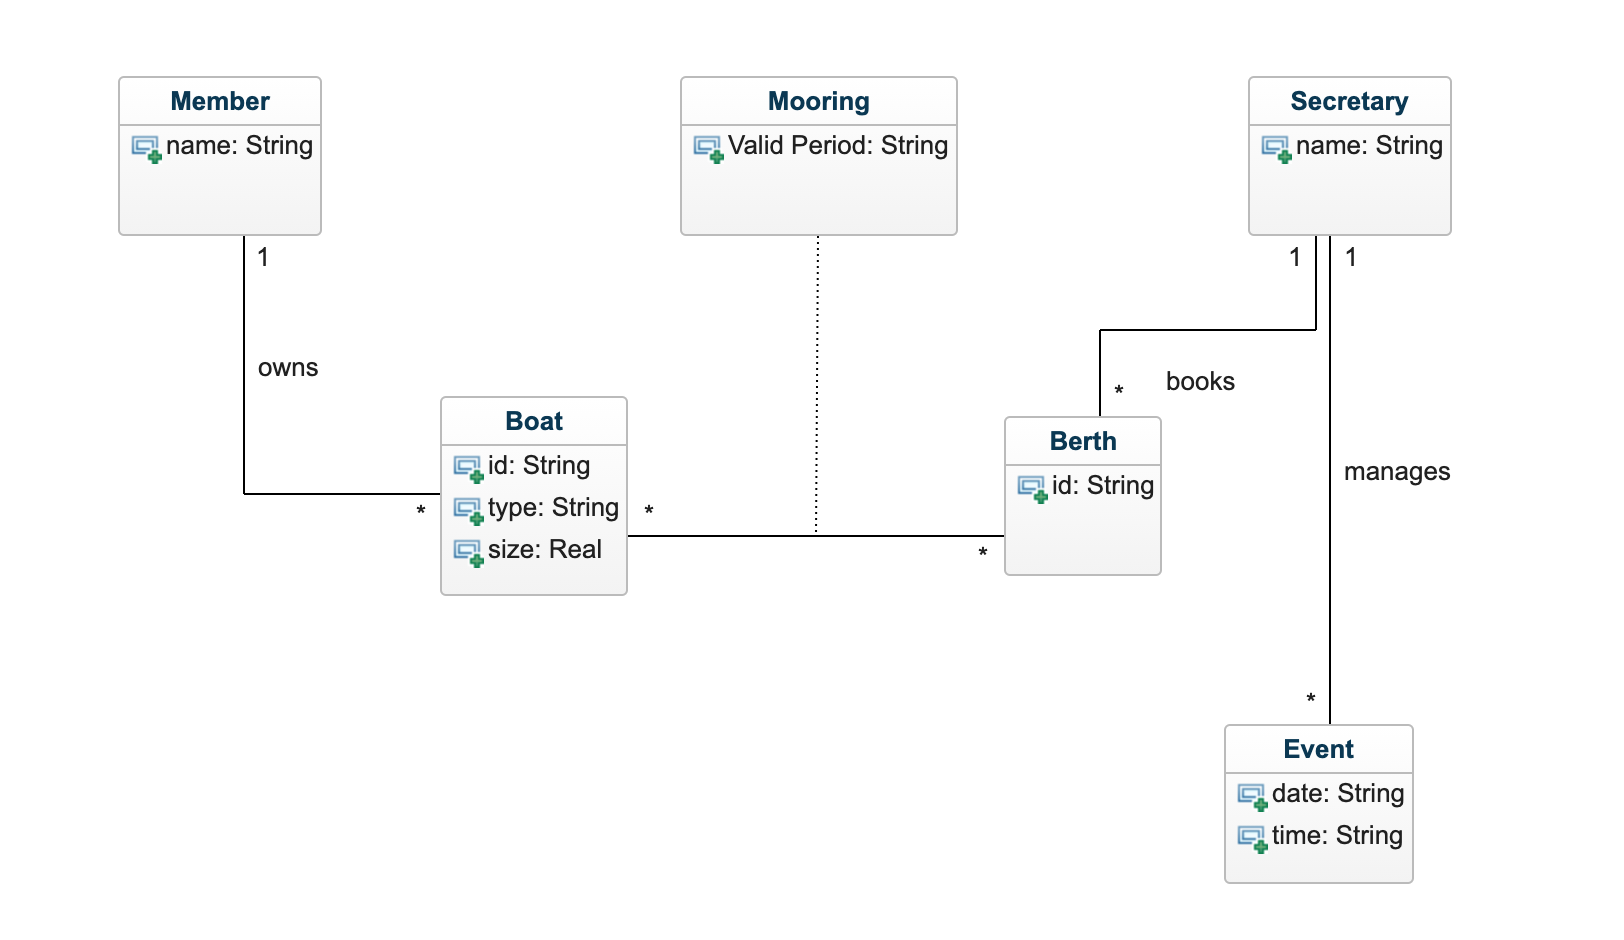 Member
name: String
Mooring
Valid Period: String
Secretary
name: String
1
1
1
owns
books
*
Boat
id: String
type: String
size: Real
*
*
Berth
id: String
*
manages
*
Event
date: String
time: String